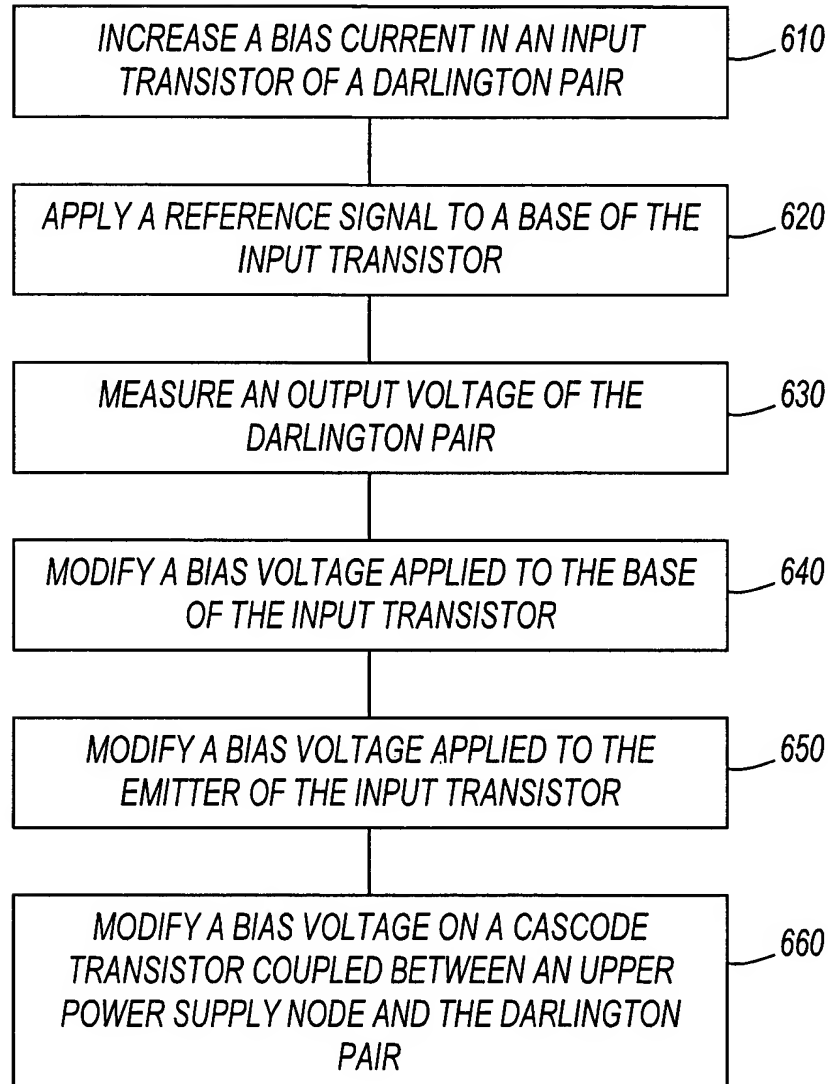 INCREASE A BIAS CURRENT IN AN INPUT
TRANSISTOR OF A DARLINGTON PAIR
610
APPLY A REFERENCE SIGNAL TO A BASE OF THE
INPUT TRANSISTOR
620
MEASURE AN OUTPUT VOLTAGE OF THE
DARLINGTON PAIR
630
MODIFY A BIAS VOLTAGE APPLIED TO THE BASE
OF THE INPUT TRANSISTOR
640
MODIFY A BIAS VOLTAGE APPLIED TO THE
EMITTER OF THE INPUT TRANSISTOR
650
MODIFY A BIAS VOLTAGE ON A CASCODE
TRANSISTOR COUPLED BETWEEN AN UPPER
POWER SUPPLY NODE AND THE DARLINGTON
PAIR
660